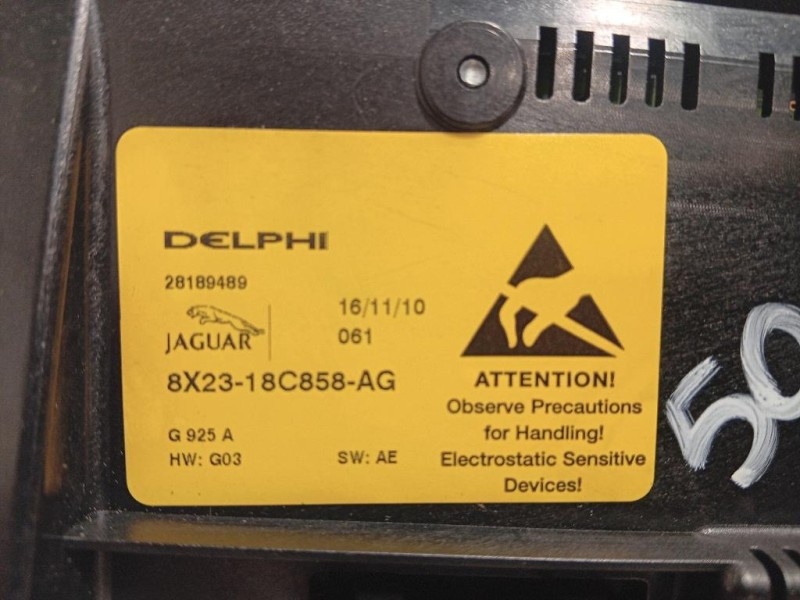 DELPHI
28189489
JAGUAR
16/11/10
061
8X23-18C858-AG
G 925 A
HW: G03
SW: AE
ATTENTION!
Observe Precautions
for Handling!
Electrostatic Sensitive
Devices!
50